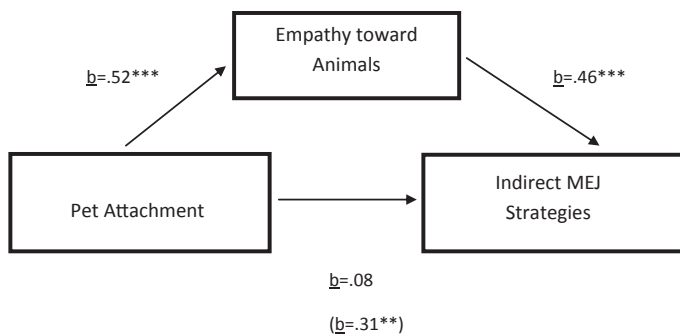 Empathy toward
Animals
b=.52***
b=.46***
Pet Attachment
Indirect MEJ
Strategies
b=.08
(b=.31**)